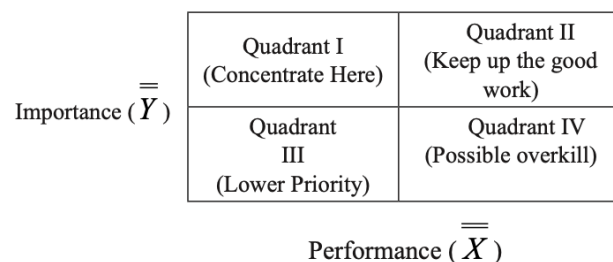 Quadrant I
(Concentrate Here)
Quadrant II
(Keep up the good
work)
Importance ( Y̿ )
Quadrant
III
(Lower Priority)
Quadrant IV
(Possible overkill)
Performance ( X̿ )